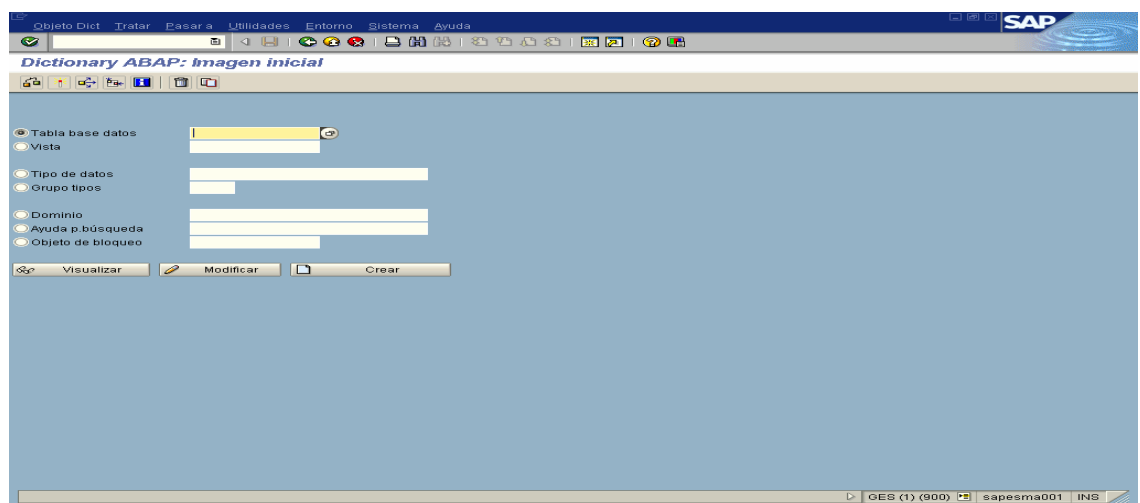 Objeto Dict Tratar Pasar a Utilidades Entorno Sistema Ayuda
SAP
Dictionary ABAP: Imagen inicial
Tabla base datos
Vista
Tipo de datos
Grupo tipos
Dominio
Ayuda p.búsqueda
Objeto de bloqueo
Visualizar Modificar Crear
GES (1) (900) sapesma001 INS